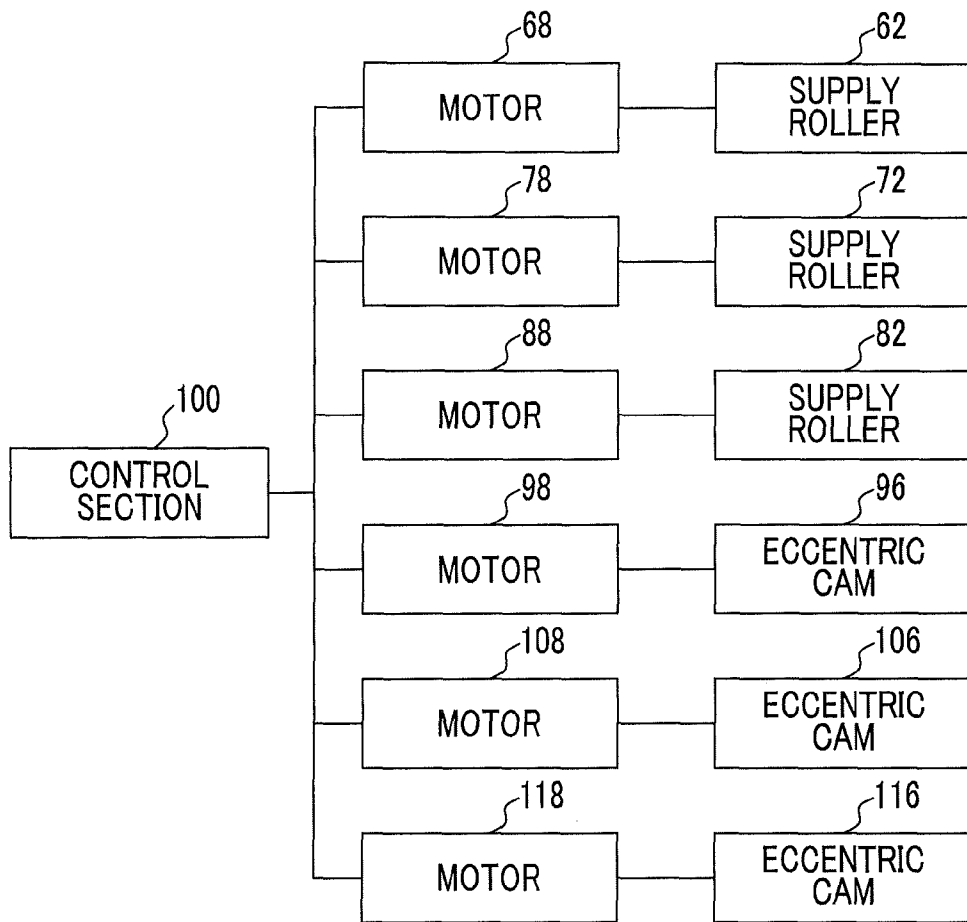 68
MOTOR
62
SUPPLY
ROLLER
78
MOTOR
72
SUPPLY
ROLLER
88
MOTOR
82
SUPPLY
ROLLER
100
CONTROL
SECTION
98
MOTOR
96
ECCENTRIC
CAM
108
MOTOR
106
ECCENTRIC
CAM
118
MOTOR
116
ECCENTRIC
CAM